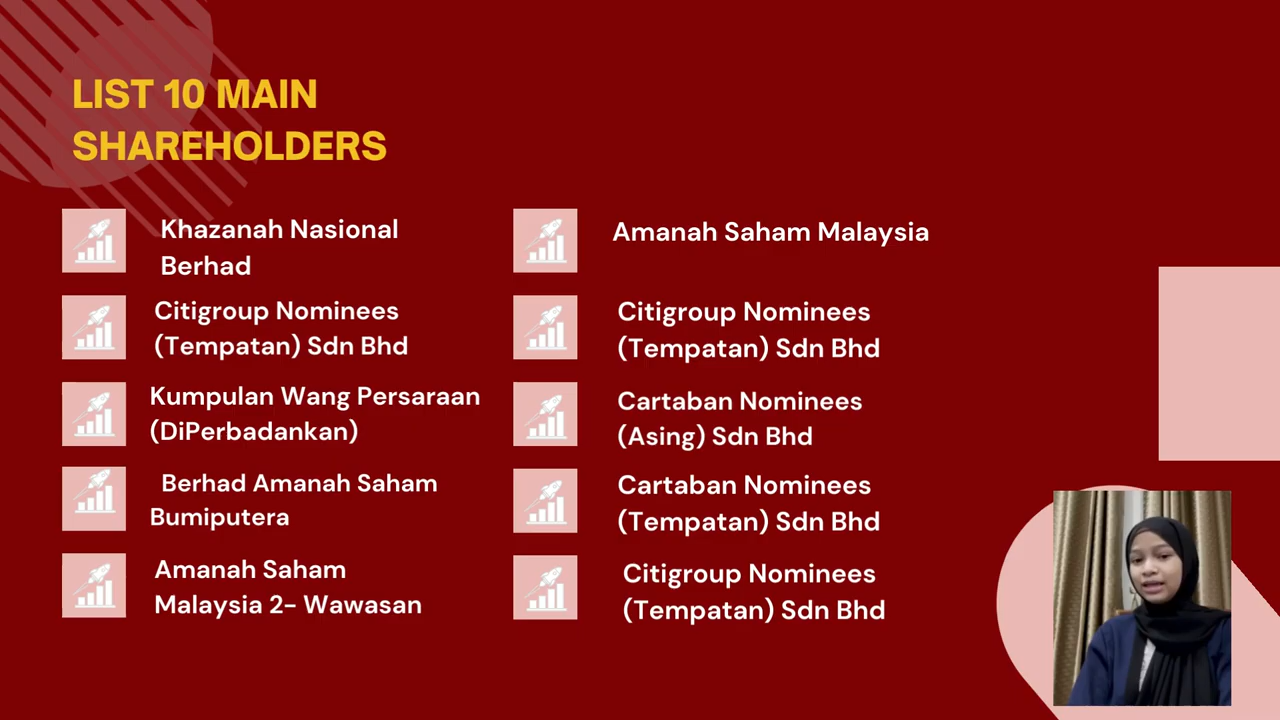 LIST 10 MAIN
SHAREHOLDERS
Khazanah Nasional
Berhad
Citigroup Nominees
(Tempatan) Sdn Bhd
Kumpulan Wang Persaraan
(DiPerbadankan)
Berhad Amanah Saham
Bumiputera
Amanah Saham
Malaysia 2- Wawasan
Amanah Saham Malaysia
Citigroup Nominees
(Tempatan) Sdn Bhd
Cartaban Nominees
(Asing) Sdn Bhd
Cartaban Nominees
(Tempatan) Sdn Bhd
Citigroup Nominees
(Tempatan) Sdn Bhd